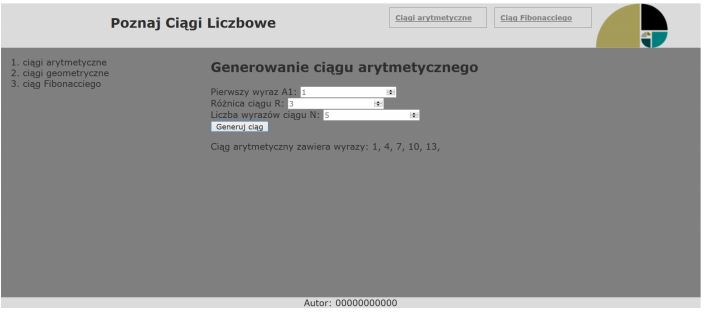 Poznaj Ciągi Liczbowe
Ciągi arytmetyczne
Ciąg Fibonacciego
1. ciągi arytmetyczne
2. ciągi geometryczne
3. ciąg Fibonacciego
Generowanie ciągu arytmetycznego
Pierwszy wyraz A1: 1
Różnica ciągu R: 3
Liczba wyrazów ciągu N: 5
Generuj ciąg
Ciąg arytmetyczny zawiera wyrazy: 1, 4, 7, 10, 13,
Autor: 00000000000